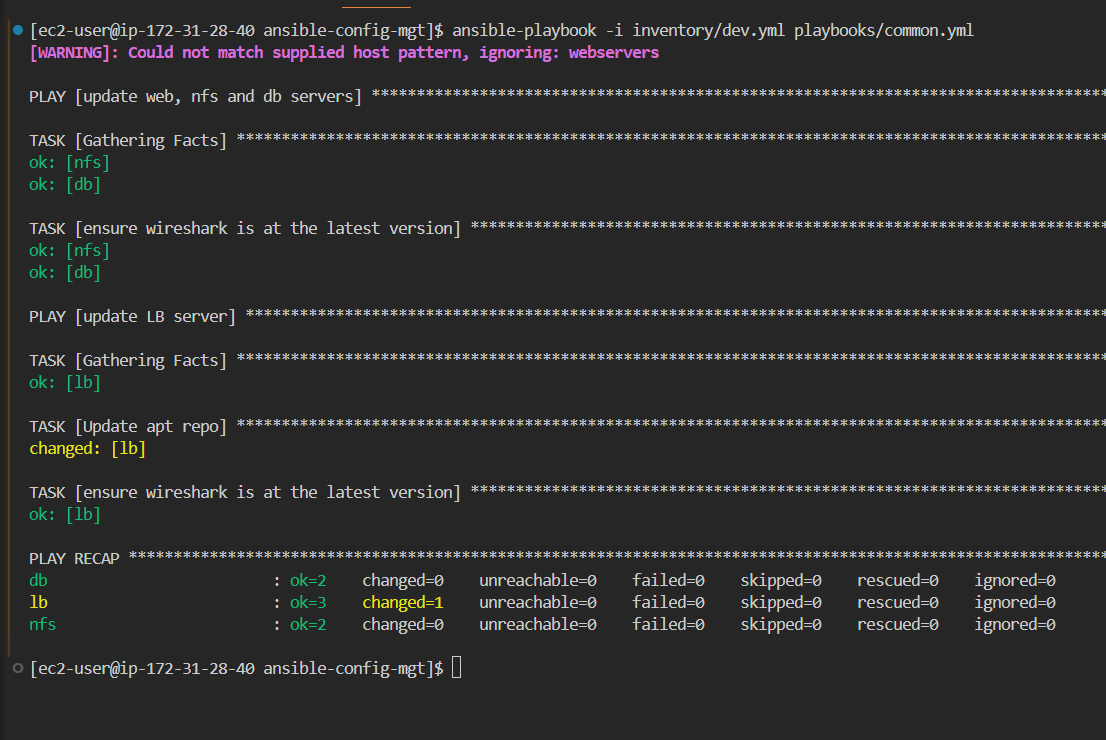 [ec2-user@ip-172-31-28-40 ansible-config-mgt]$ ansible-playbook -i inventory/dev.yml playbooks/common.yml
[WARNING]: Could not match supplied host pattern, ignoring: webservers
PLAY [update web, nfs and db servers] **********************************************************************************
TASK [Gathering Facts] *************************************************************************************************
ok: [nfs]
ok: [db]
TASK [ensure wireshark is at the latest version] ***********************************************************************
ok: [nfs]
ok: [db]
PLAY [update LB server] ************************************************************************************************
TASK [Gathering Facts] *************************************************************************************************
ok: [lb]
TASK [Update apt repo] *************************************************************************************************
changed: [lb]
TASK [ensure wireshark is at the latest version] ***********************************************************************
ok: [lb]
PLAY RECAP *************************************************************************************************************
db                         : ok=2    changed=0    unreachable=0    failed=0    skipped=0    rescued=0    ignored=0
lb                         : ok=3    changed=1    unreachable=0    failed=0    skipped=0    rescued=0    ignored=0
nfs                        : ok=2    changed=0    unreachable=0    failed=0    skipped=0    rescued=0    ignored=0
[ec2-user@ip-172-31-28-40 ansible-config-mgt]$